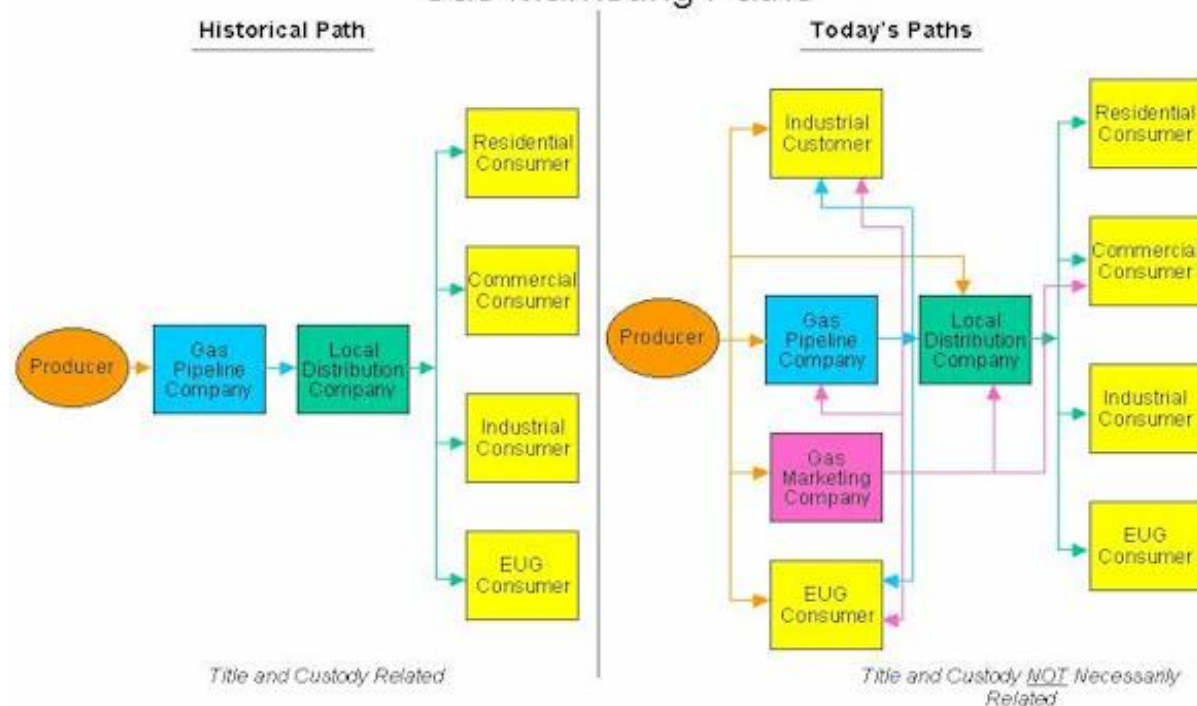 Historical Path
Residential
Consumer
Commercial
Consumer
Producer
Gas
Pipeline
Company
Local
Distribution
Company
Industrial
Consumer
EUG
Consumer
Title and Custody Related
Today's Paths
Industrial
Customer
Residential
Consumer
Commercia
Consumer
Producer
Gas
Pipeline
Company
Local
Distribution
Company
Industrial
Consumer
Gas
Marketing
Company
EUG
Consumer
EUG
Consumer
Title and Custody NOT Necessarily
Related